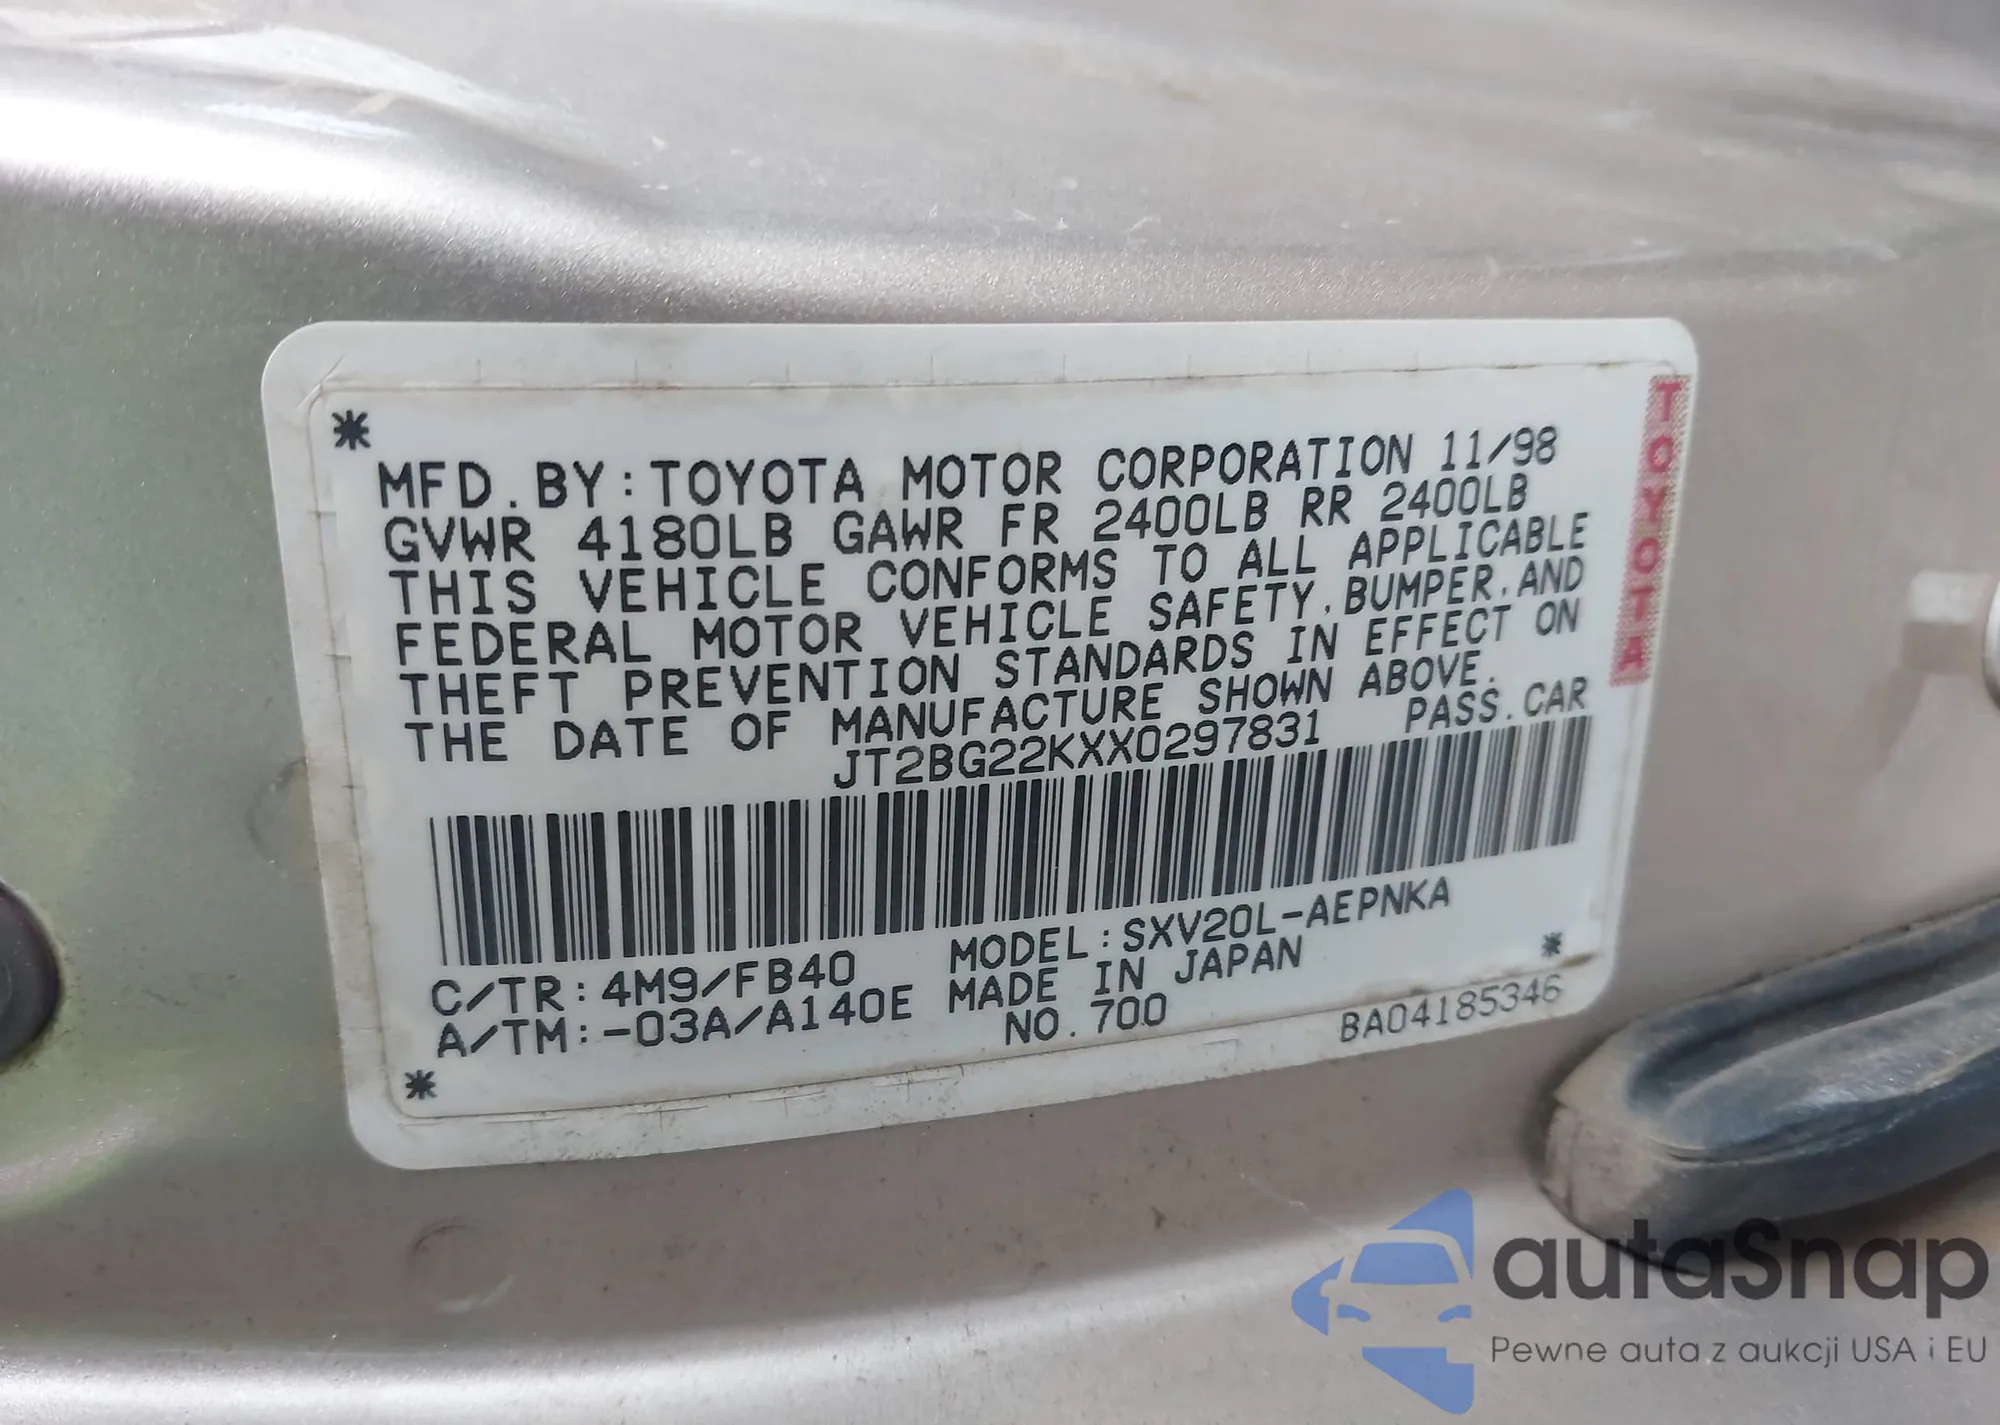 MFD. BY: TOYOTA MOTOR CORPORATION 11/98
GVWR 4180LB GAWR FR 2400LB RR 2400LB
THIS VEHICLE CONFORMS TO ALL APPLICABLE
FEDERAL MOTOR VEHICLE SAFETY, BUMPER, AND
THEFT PREVENTION STANDARDS IN EFFECT ON
THE DATE OF MANUFACTURE SHOWN ABOVE.
JT2BG22KXX0297831 PASS. CAR
TOYOTA
C/TR: 4M9/FB40 MODEL: SXV20L-AEPNKA
A/TM: -03A/A140E MADE IN JAPAN
NO. 700 BA04185346
autaSnap
Pewne auta z aukcji USA i EU